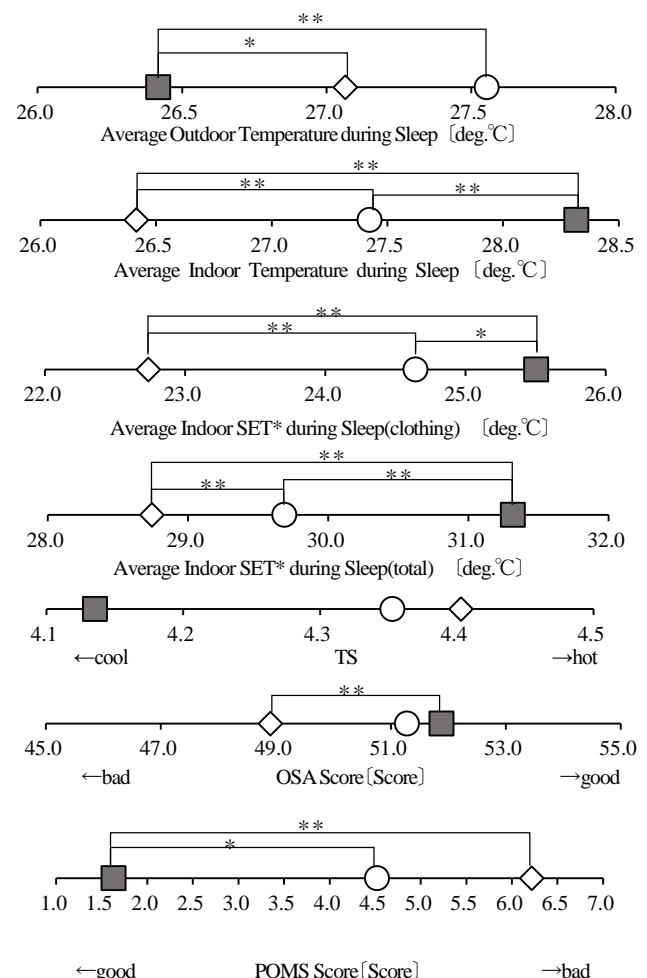 **
*
26.0 26.5 27.0 27.5 28.0
Average Outdoor Temperature during Sleep〔deg.℃〕
**
** **
26.0 26.5 27.0 27.5 28.0 28.5
Average Indoor Temperature during Sleep〔deg.℃〕
**
** *
22.0 23.0 24.0 25.0 26.0
Average Indoor SET* during Sleep(clothing)〔deg.℃〕
**
** **
28.0 29.0 30.0 31.0 32.0
Average Indoor SET* during Sleep(total)〔deg.℃〕
4.1 4.2 4.3 4.4 4.5
←cool TS →hot
**
45.0 47.0 49.0 51.0 53.0 55.0
←bad OSA Score〔Score〕 →good
**
*
1.0 1.5 2.0 2.5 3.0 3.5 4.0 4.5 5.0 5.5 6.0 6.5 7.0
←good POMS Score〔Score〕 →bad